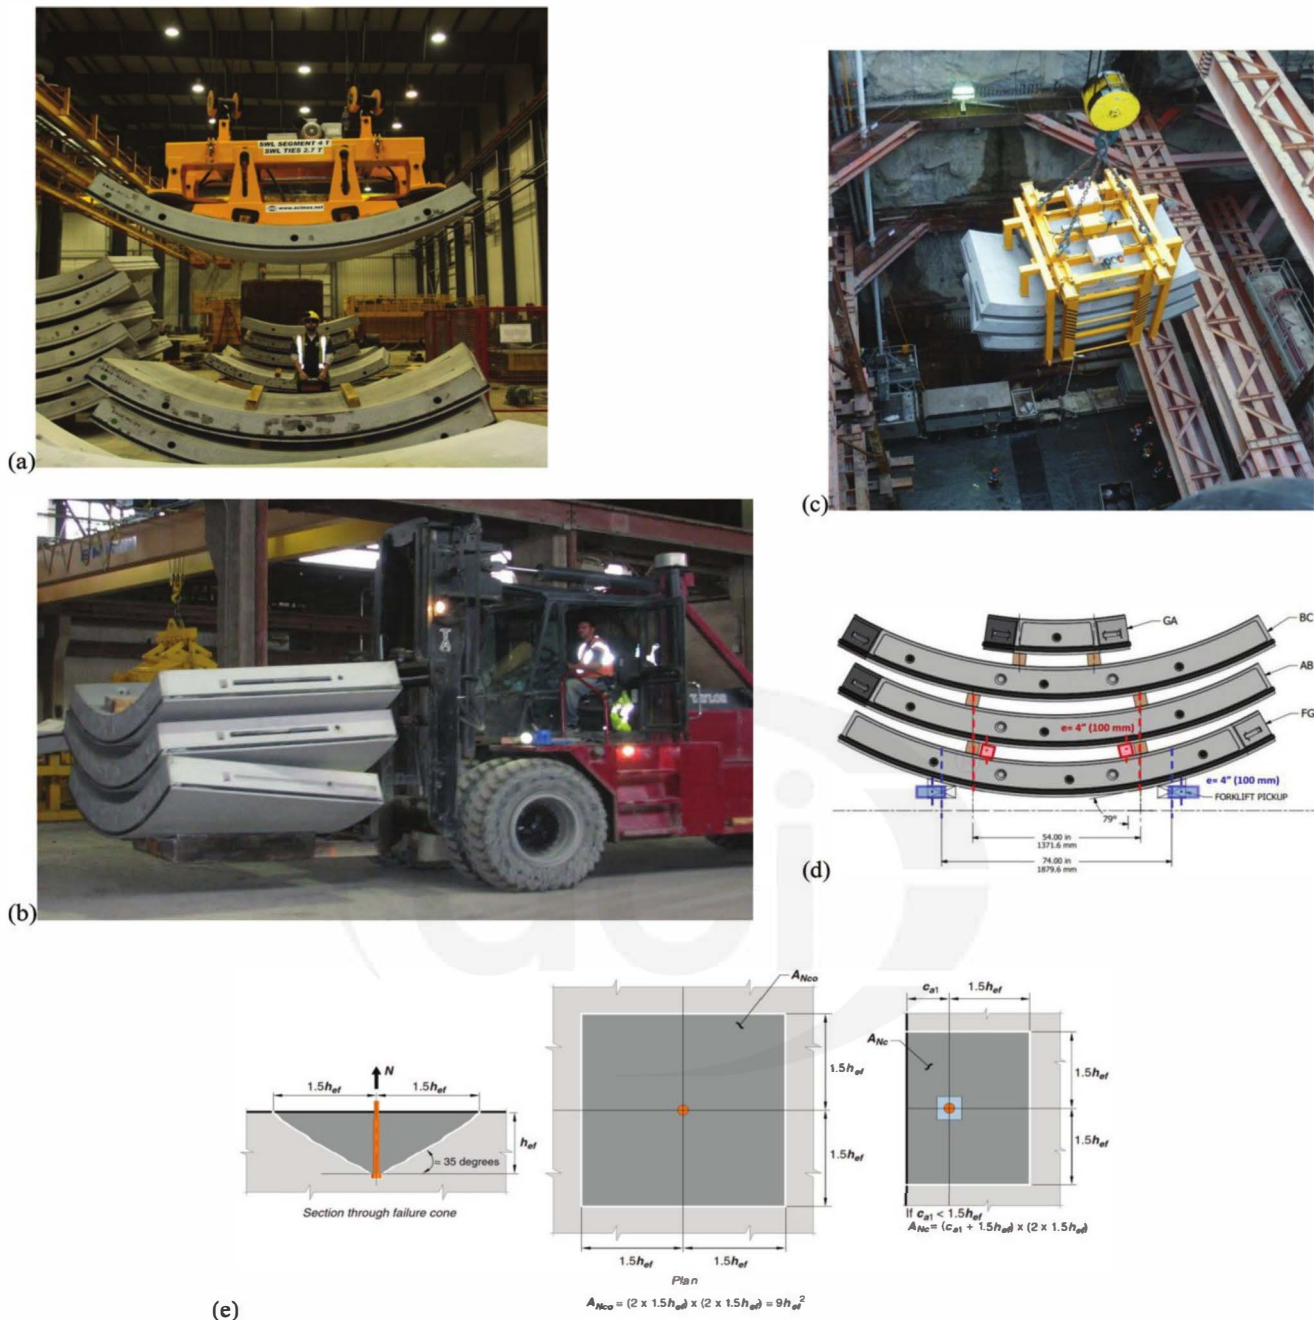 SWL SEGMENT 4 T
SWL TIES 2.7 T
www.acimex.net
(a)
(c)
TAYLOR
(b)
GA
BC
AB
FG
e= 4" (100 mm)
e= 4" (100 mm)
FORKLIFT PICKUP
79°
54.00 in
1371.6 mm
74.00 in
1879.6 mm
(d)
N
1.5hef
1.5hef
hef
≈ 35 degrees
Section through failure cone
ANco
1.5hef
1.5hef
1.5hef
1.5hef
Plan
ANco = (2 x 1.5hef) x (2 x 1.5hef) = 9hef²
ca1
1.5hef
ANc
1.5hef
1.5hef
If ca1 < 1.5hef
ANc = (ca1 + 1.5hef) x (2 x 1.5hef)
(e)